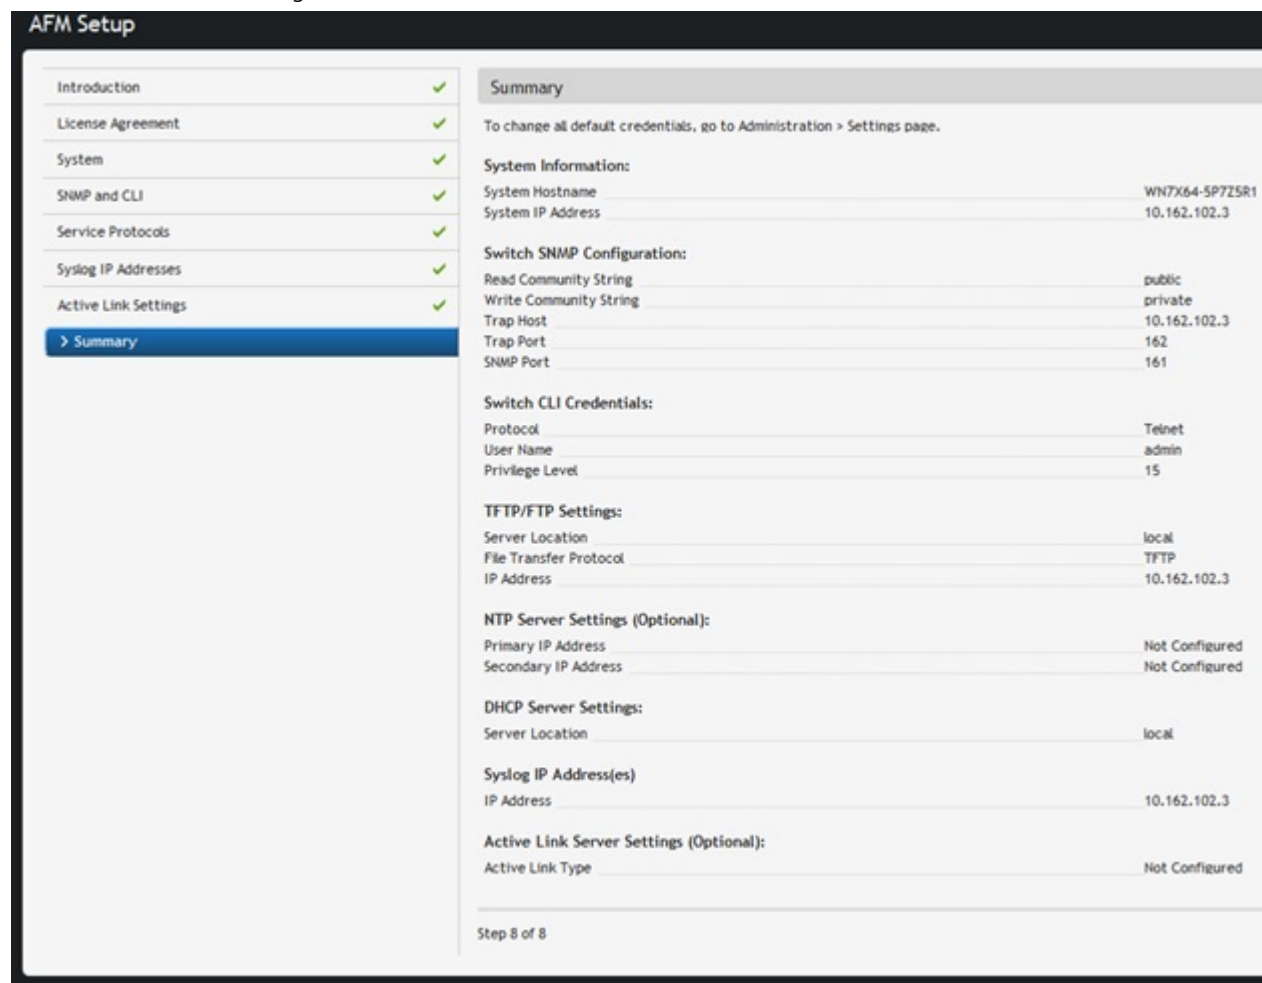 AFM Setup
Introduction
License Agreement
System
SNMP and CLI
Service Protocols
Syslog IP Addresses
Active Link Settings
> Summary
Summary
To change all default credentials, go to Administration > Settings page.
System Information:
System Hostname WN7X64-5P7Z5R1
System IP Address 10.162.102.3
Switch SNMP Configuration:
Read Community String public
Write Community String private
Trap Host 10.162.102.3
Trap Port 162
SNMP Port 161
Switch CLI Credentials:
Protocol Telnet
User Name admin
Privilege Level 15
TFTP/FTP Settings:
Server Location local
File Transfer Protocol TFTP
IP Address 10.162.102.3
NTP Server Settings (Optional):
Primary IP Address Not Configured
Secondary IP Address Not Configured
DHCP Server Settings:
Server Location local
Syslog IP Address(es)
IP Address 10.162.102.3
Active Link Server Settings (Optional):
Active Link Type Not Configured
Step 8 of 8